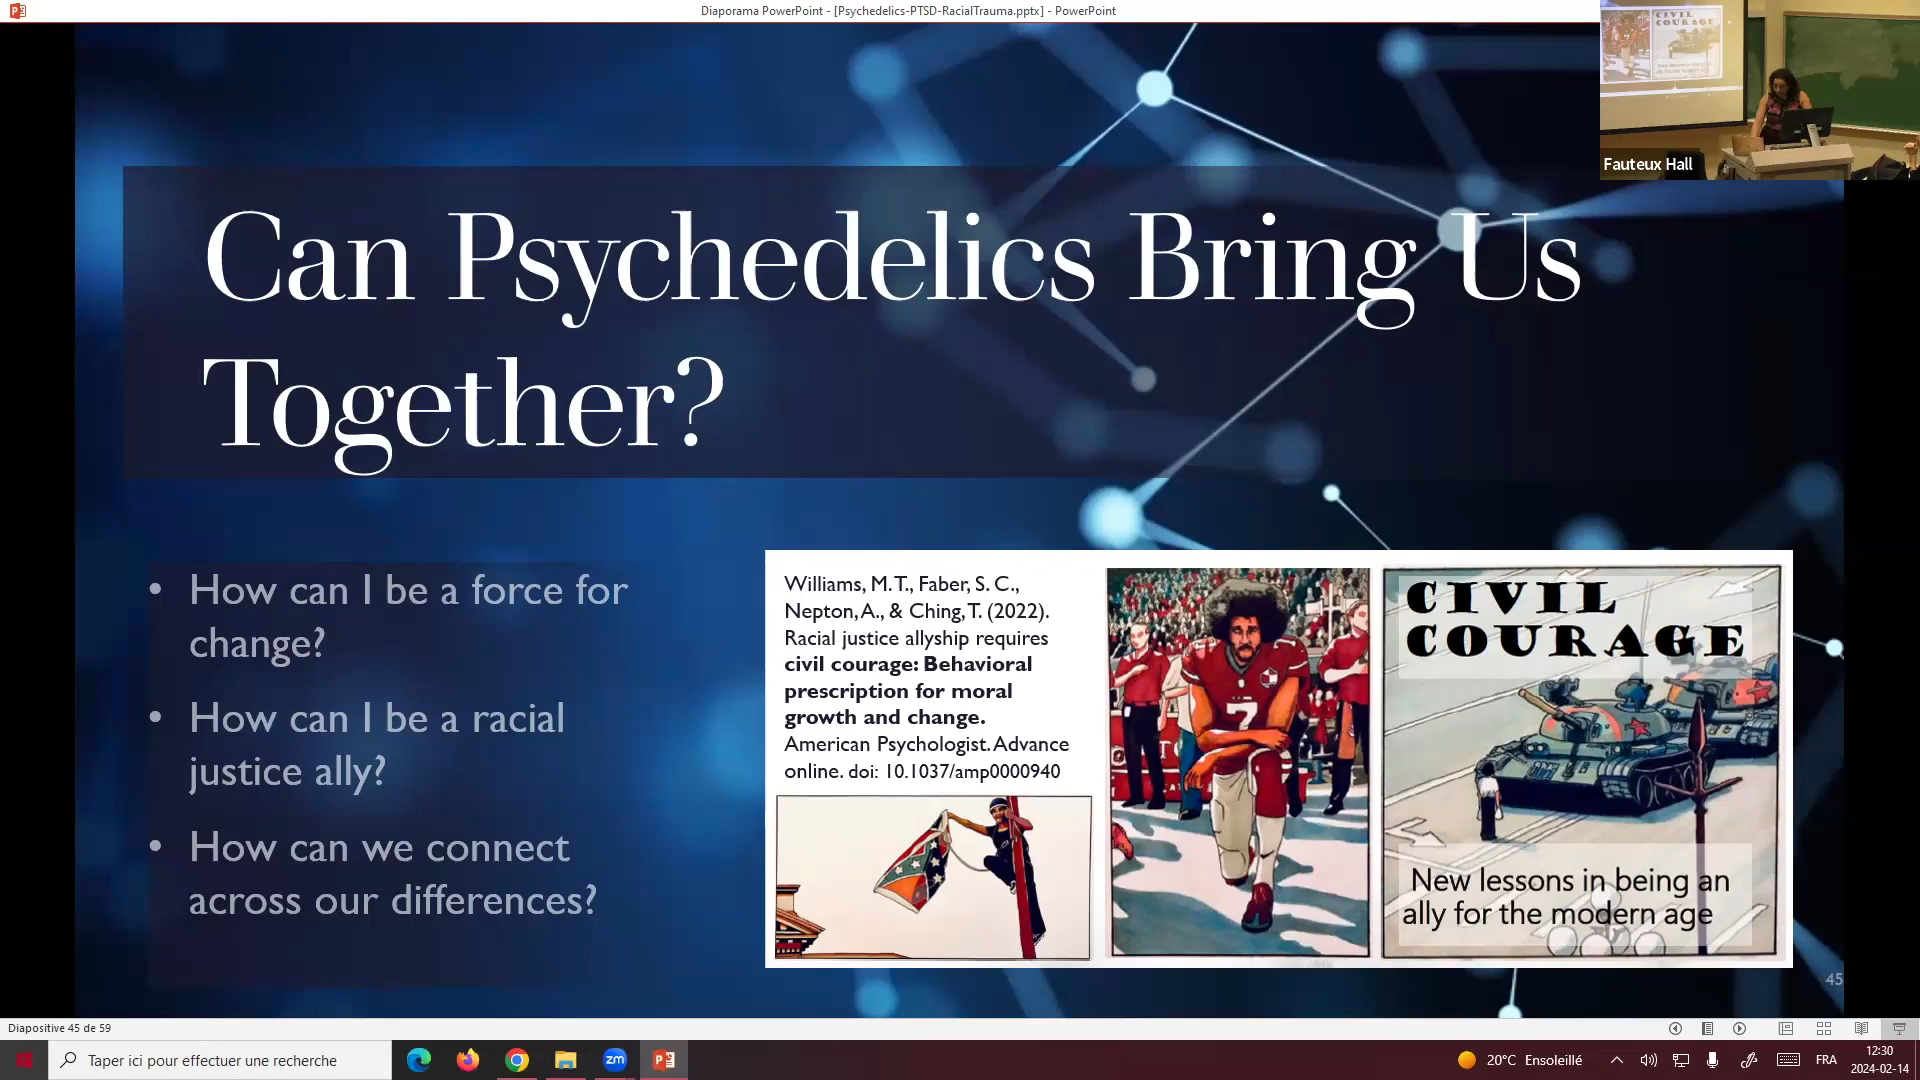 Diaporama PowerPoint - [Psychedelics-PTSD-RacialTrauma.pptx] - PowerPoint
CIVIL
COURAGE
Fauteux Hall
Can Psychedelics Bring Us
Together?
• How can I be a force for
change?
• How can I be a racial
justice ally?
• How can we connect
across our differences?
Williams, M. T., Faber, S. C.,
Nepton, A., & Ching, T. (2022).
Racial justice allyship requires
civil courage: Behavioral
prescription for moral
growth and change.
American Psychologist. Advance
online. doi: 10.1037/amp0000940
7
CIVIL
COURAGE
New lessons in being an
ally for the modern age
45
Diapositive 45 de 59
Taper ici pour effectuer une recherche
zm
20°C Ensoleillé
FRA
12:30
2024-02-14